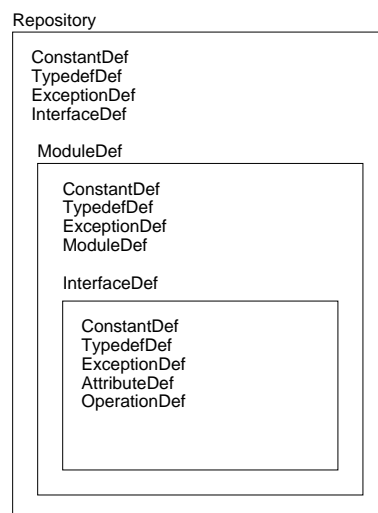 Repository
ConstantDef
TypedefDef
ExceptionDef
InterfaceDef
ModuleDef
ConstantDef
TypedefDef
ExceptionDef
ModuleDef
InterfaceDef
ConstantDef
TypedefDef
ExceptionDef
AttributeDef
OperationDef